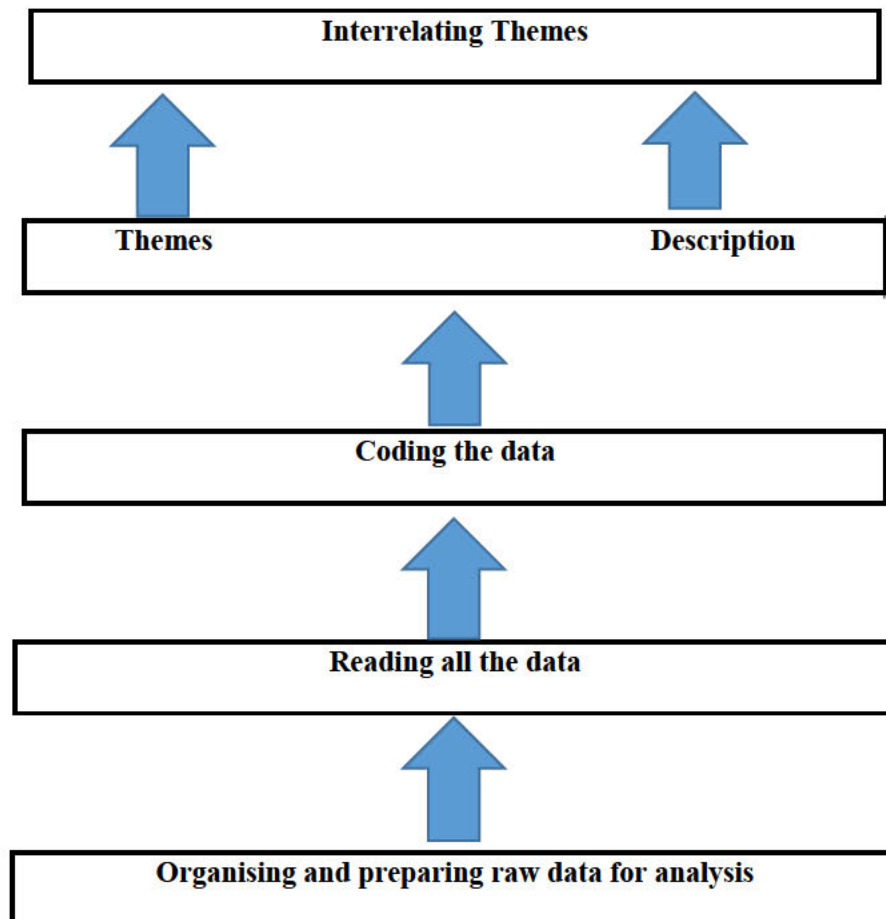 Interrelating Themes
Themes Description
Coding the data
Reading all the data
Organising and preparing raw data for analysis